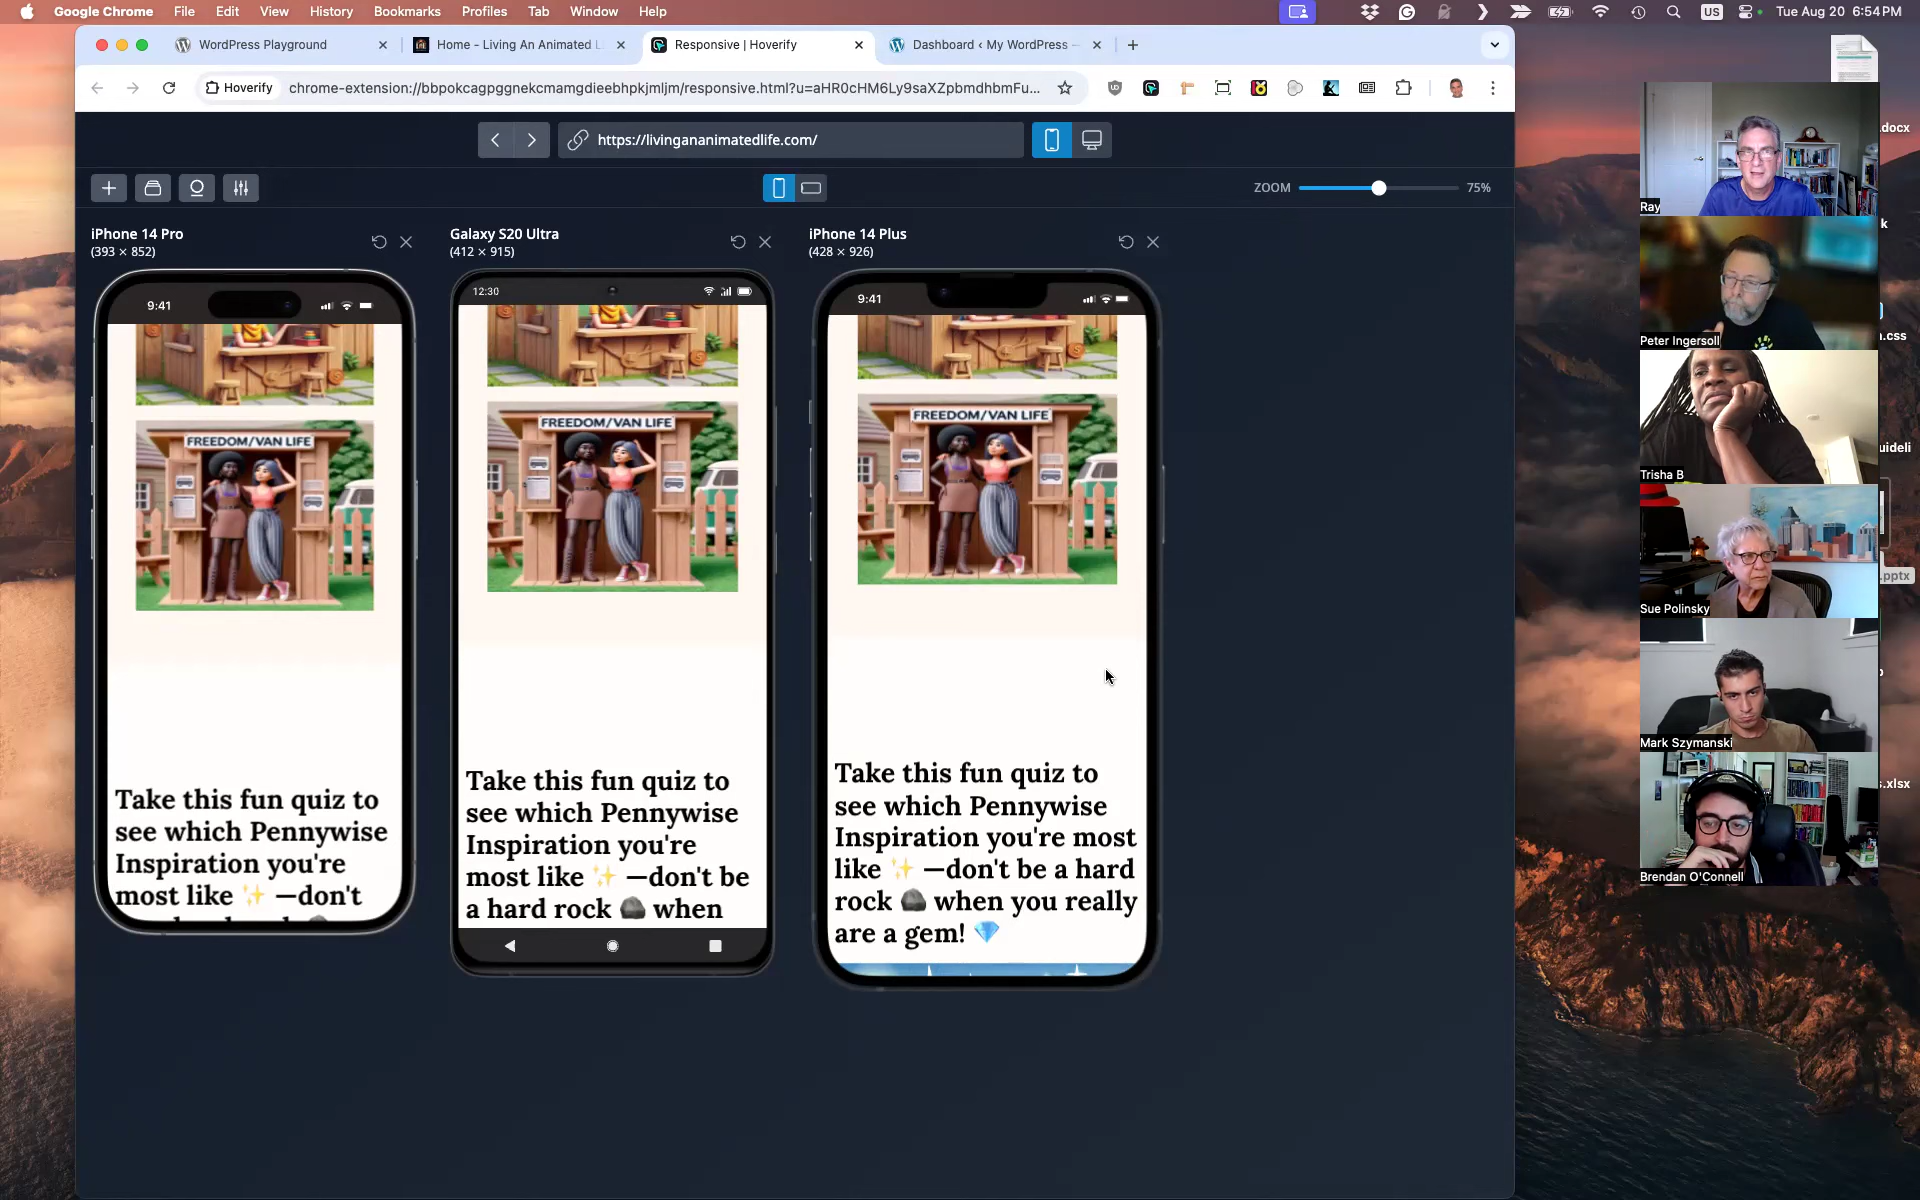 Google Chrome File Edit View History Bookmarks Profiles Tab Window Help
US Tue Aug 20 6:54 PM
WordPress Playground
Home - Living An Animated L
Responsive | Hoverify
Dashboard ‹ My WordPress
Hoverify
chrome-extension://bbpokcagpggnekcmamgdieebhpkjmljm/responsive.html?u=aHR0cHM6Ly9saXZpbmdhbmFu...
https://livingananimatedlife.com/
ZOOM 75%
iPhone 14 Pro
(393 × 852)
9:41
FREEDOM/VAN LIFE
Take this fun quiz to
see which Pennywise
Inspiration you're
most like ✨ —don't
Galaxy S20 Ultra
(412 × 915)
12:30
FREEDOM/VAN LIFE
Take this fun quiz to
see which Pennywise
Inspiration you're
most like ✨ —don't be
a hard rock 🪨 when
iPhone 14 Plus
(428 × 926)
9:41
FREEDOM/VAN LIFE
Take this fun quiz to
see which Pennywise
Inspiration you're most
like ✨ —don't be a hard
rock 🪨 when you really
are a gem! 💎
Ray
Peter Ingersoll
Trisha B
Sue Polinsky
Mark Szymanski
Brendan O'Connell
.docx
k
.css
uideli
.pptx
s.xlsx